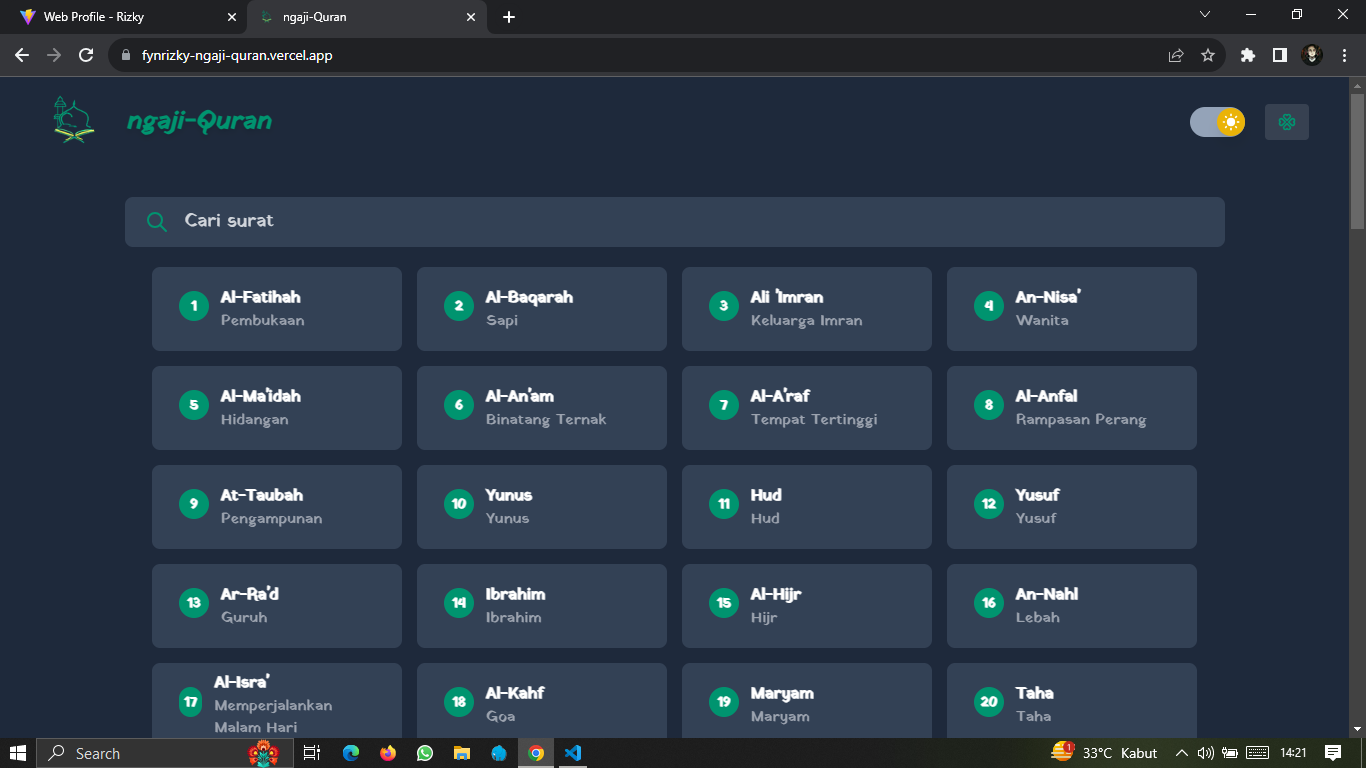 Web Profile - Rizky
ngaji-Quran
fynrizky-ngaji-quran.vercel.app
ngaji-Quran
Cari surat
1 Al-Fatihah
Pembukaan
2 Al-Baqarah
Sapi
3 Ali 'Imran
Keluarga Imran
4 An-Nisa'
Wanita
5 Al-Ma'idah
Hidangan
6 Al-An'am
Binatang Ternak
7 Al-A'raf
Tempat Tertinggi
8 Al-Anfal
Rampasan Perang
9 At-Taubah
Pengampunan
10 Yunus
Yunus
11 Hud
Hud
12 Yusuf
Yusuf
13 Ar-Ra'd
Guruh
14 Ibrahim
Ibrahim
15 Al-Hijr
Hijr
16 An-Nahl
Lebah
17 Al-Isra'
Memperjalankan
Malam Hari
18 Al-Kahf
Goa
19 Maryam
Maryam
20 Taha
Taha
Search
1
33°C Kabut
14:21